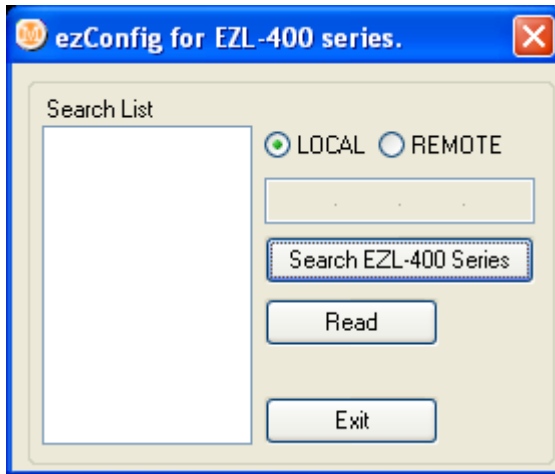 ezConfig for EZL-400 series.
Search List
LOCAL REMOTE
. . .
Search EZL-400 Series
Read
Exit